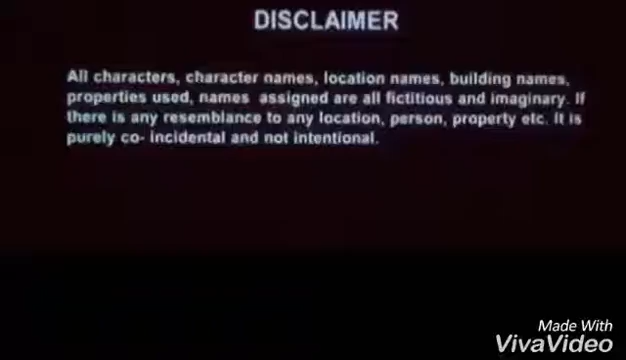 DISCLAIMER
All characters, character names, location names, building names,
properties used, names assigned are all fictitious and imaginary. If
there is any resemblance to any location, person, property etc. It is
purely co- incidental and not intentional.
Made With
VivaVideo